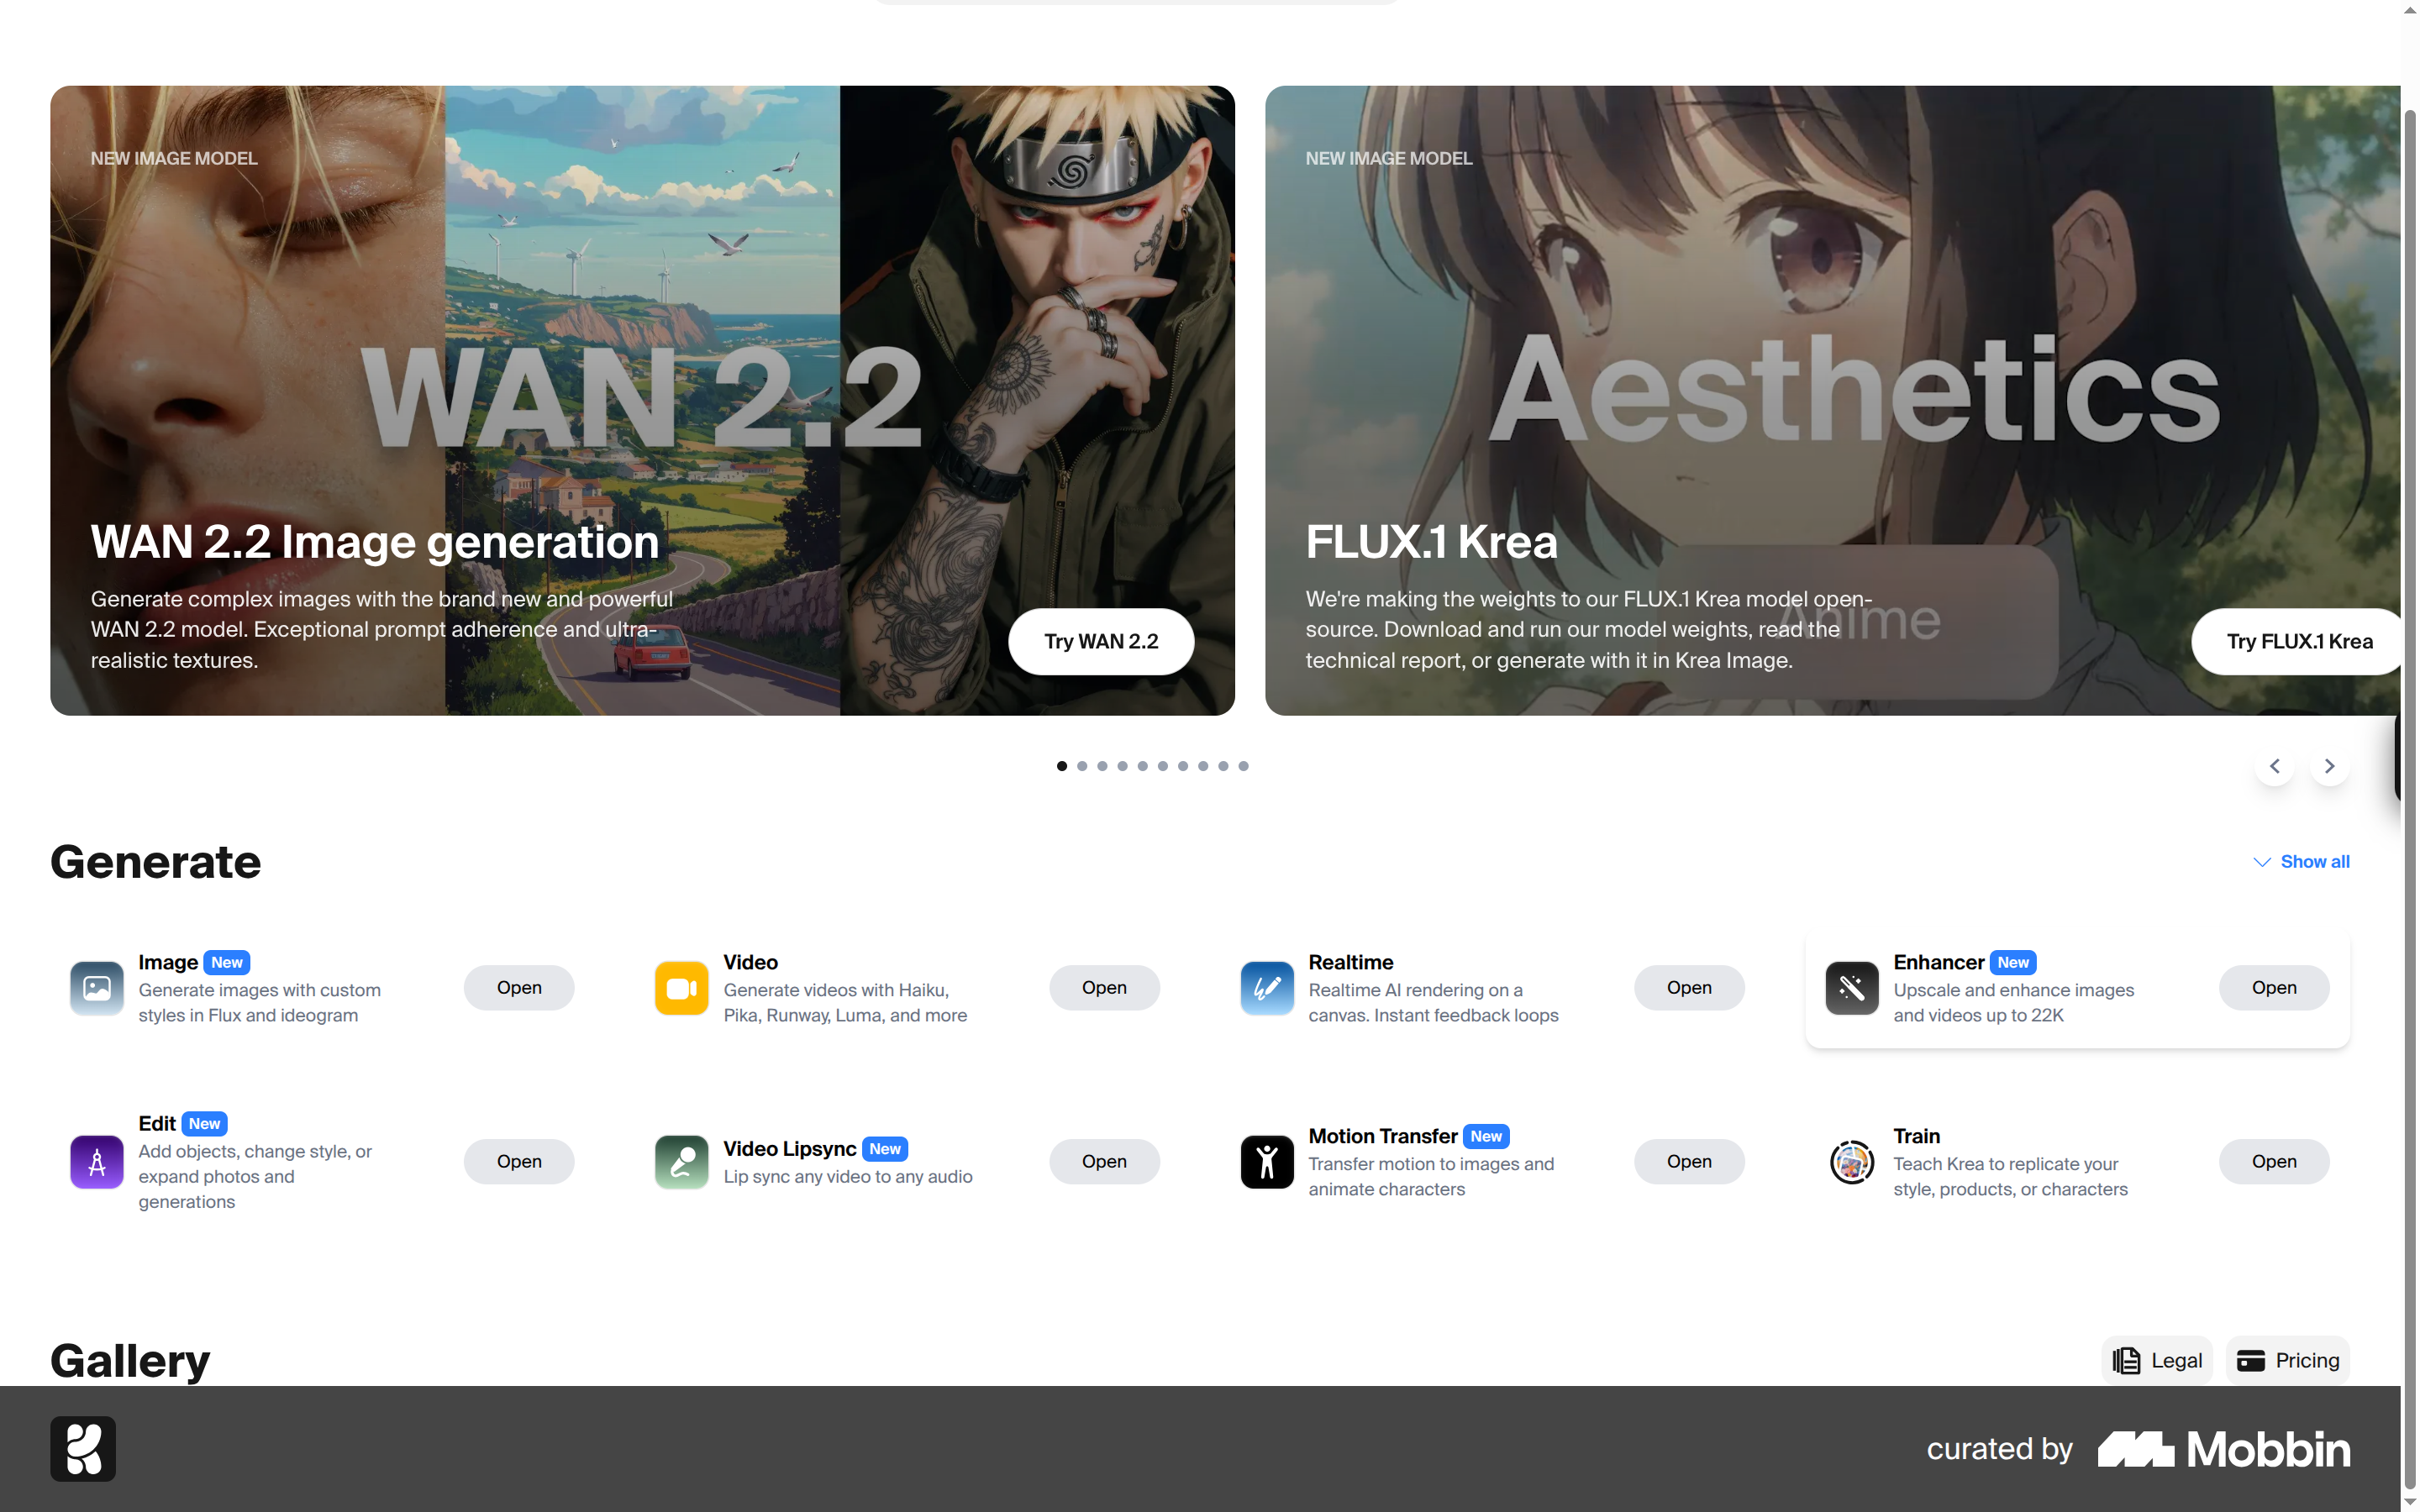 NEW IMAGE MODEL
WAN 2.2
WAN 2.2 Image generation
Generate complex images with the brand new and powerful
WAN 2.2 model. Exceptional prompt adherence and ultra-
realistic textures.
Try WAN 2.2
NEW IMAGE MODEL
Aesthetics
FLUX.1 Krea
Anime
We're making the weights to our FLUX.1 Krea model open-
source. Download and run our model weights, read the
technical report, or generate with it in Krea Image.
Try FLUX.1 Krea
Generate
Show all
Image New
Generate images with custom
styles in Flux and ideogram
Open
Video
Generate videos with Haiku,
Pika, Runway, Luma, and more
Open
Realtime
Realtime AI rendering on a
canvas. Instant feedback loops
Open
Enhancer New
Upscale and enhance images
and videos up to 22K
Open
Edit New
Add objects, change style, or
expand photos and
generations
Open
Video Lipsync New
Lip sync any video to any audio
Open
Motion Transfer New
Transfer motion to images and
animate characters
Open
Train
Teach Krea to replicate your
style, products, or characters
Open
Gallery
Legal
Pricing
curated by Mobbin